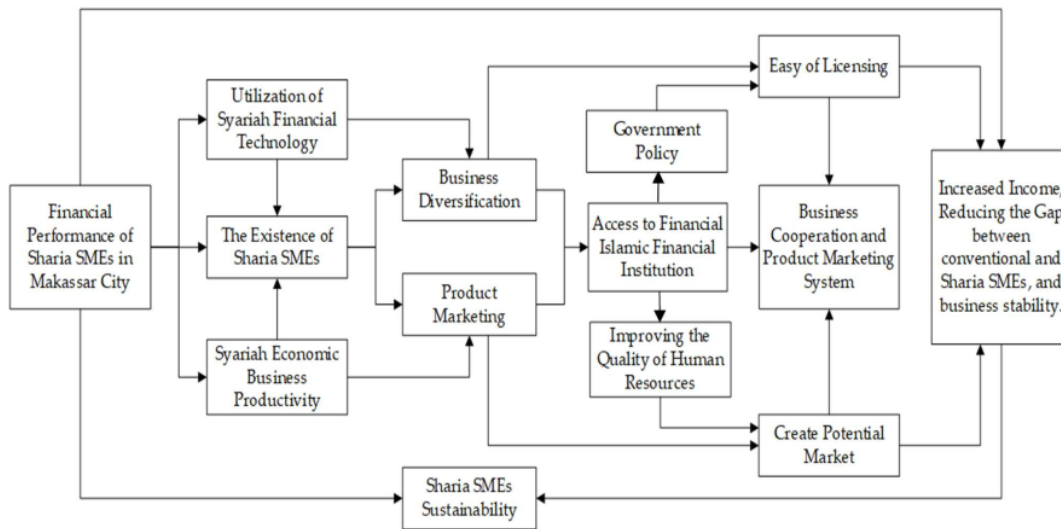 Financial
Performance of
Sharia SMEs in
Makassar City
Utilization of
Syariah Financial
Technology
The Existence of
Sharia SMEs
Syariah Economic
Business
Productivity
Business
Diversification
Product
Marketing
Government
Policy
Access to Financial
Islamic Financial
Institution
Improving the
Quality of Human
Resources
Easy of Licensing
Business
Cooperation and
Product Marketing
System
Create Potential
Market
Increased Income,
Reducing the Gap
between
conventional and
Sharia SMEs, and
business stability.
Sharia SMEs
Sustainability